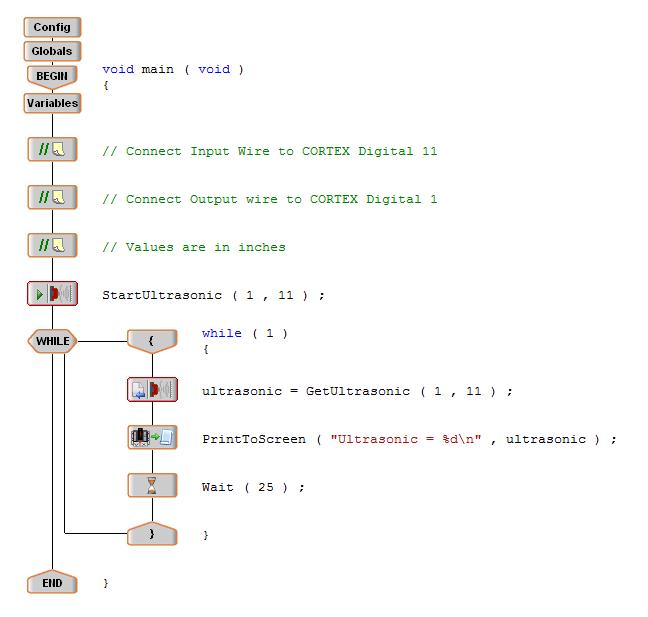 Config
Globals
BEGIN void main ( void )
{
Variables
// // Connect Input Wire to CORTEX Digital 11
// // Connect Output wire to CORTEX Digital 1
// // Values are in inches
StartUltrasonic ( 1 , 11 ) ;
WHILE { while ( 1 )
{
ultrasonic = GetUltrasonic ( 1 , 11 ) ;
PrintToScreen ( "Ultrasonic = %d\n" , ultrasonic ) ;
Wait ( 25 ) ;
} }
END }